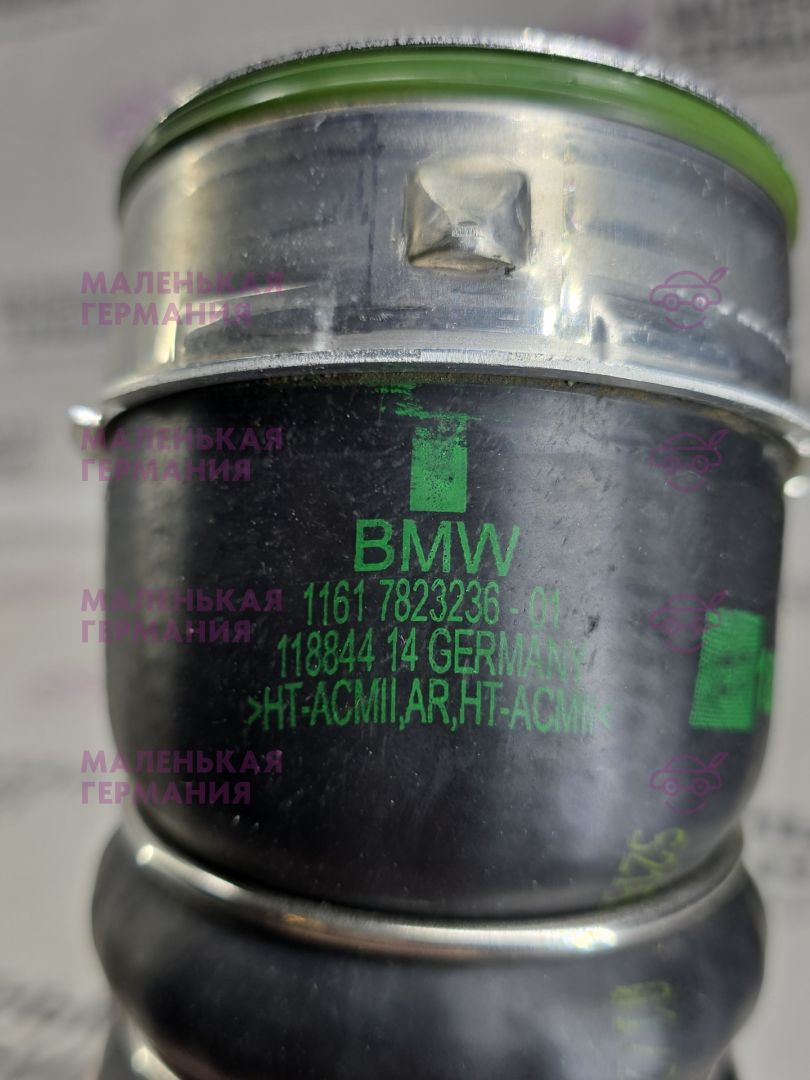 BMW
1161 7823236 - 01
118844 14 GERMANY
>HT-ACMII,AR,HT-ACMII<
МАЛЕНЬКАЯ
ГЕРМАНИЯ
МАЛЕНЬКАЯ
ГЕРМАНИЯ
МАЛЕНЬКАЯ
ГЕРМАНИЯ
МАЛЕНЬКАЯ
ГЕРМАНИЯ